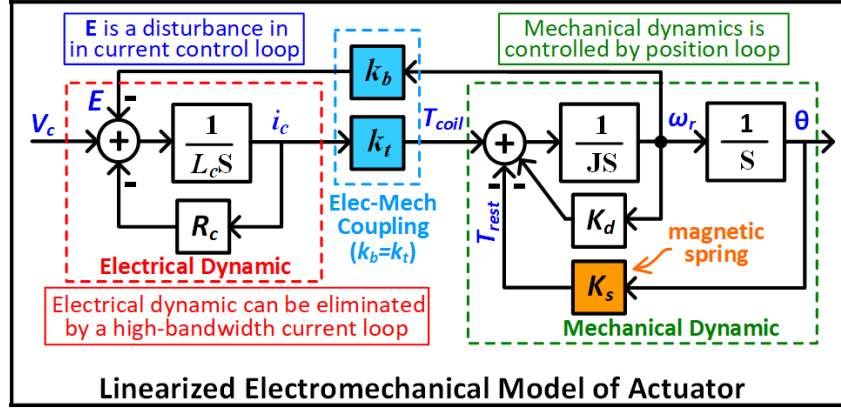 E is a disturbance in
in current control loop
Mechanical dynamics is
controlled by position loop
E
-
k_b
V_c
+
1
L_cS
i_c
k_t
T_coil
+
1
JS
ω_r
1
S
θ
-
R_c
Electrical Dynamic
Elec-Mech
Coupling
(k_b=k_t)
-
-
T_rest
K_d
magnetic
spring
K_s
Electrical dynamic can be eliminated
by a high-bandwidth current loop
Mechanical Dynamic
Linearized Electromechanical Model of Actuator